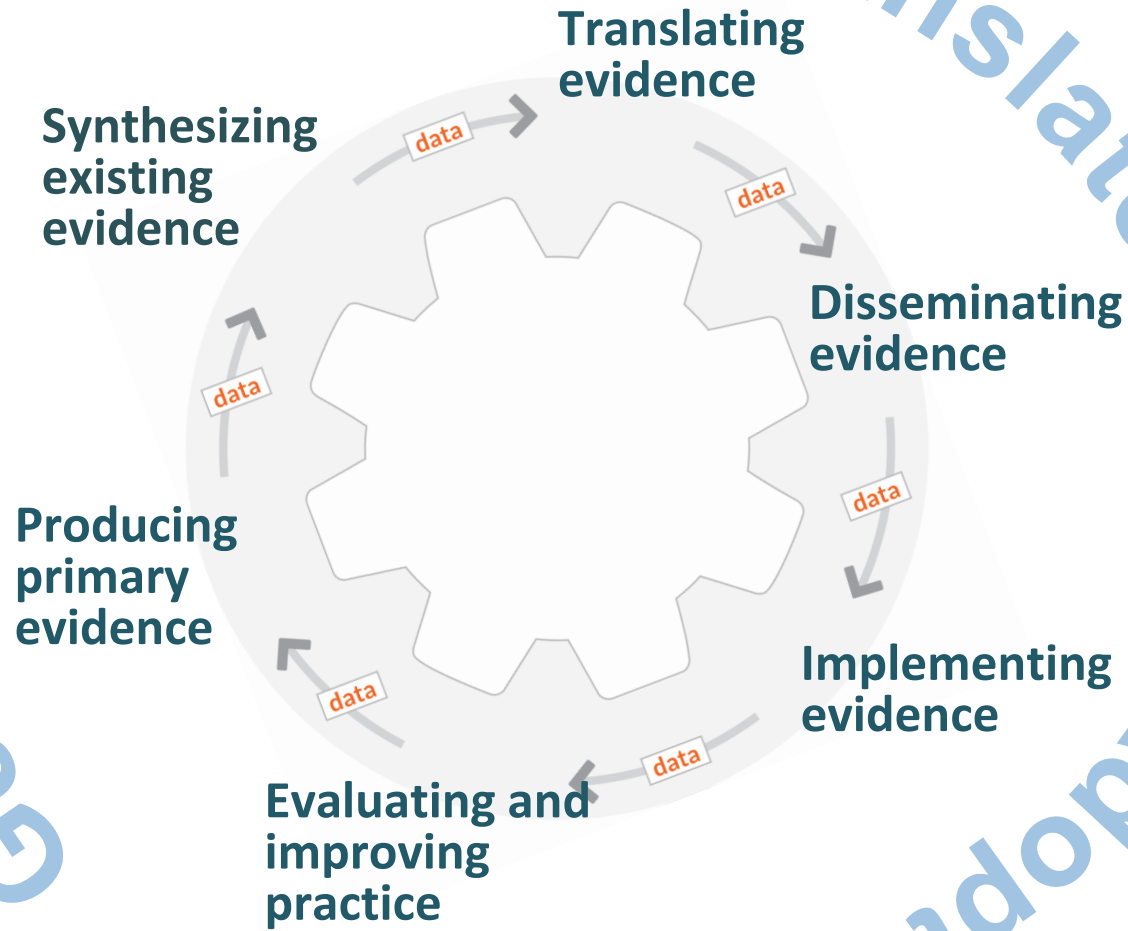 Translating
evidence
Synthesizing
existing
evidence
data
data
Disseminating
evidence
data
data
Producing
primary
evidence
Implementing
evidence
data
data
Evaluating and
improving
practice